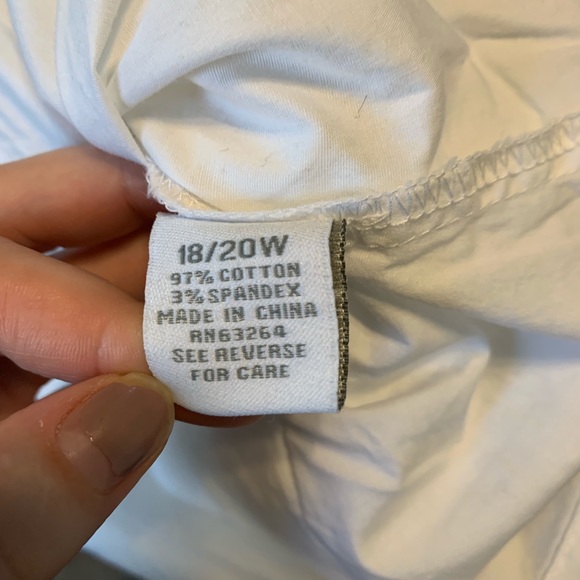 18/20W
97% COTTON
3% SPANDEX
MADE IN CHINA
RN63264
SEE REVERSE
FOR CARE